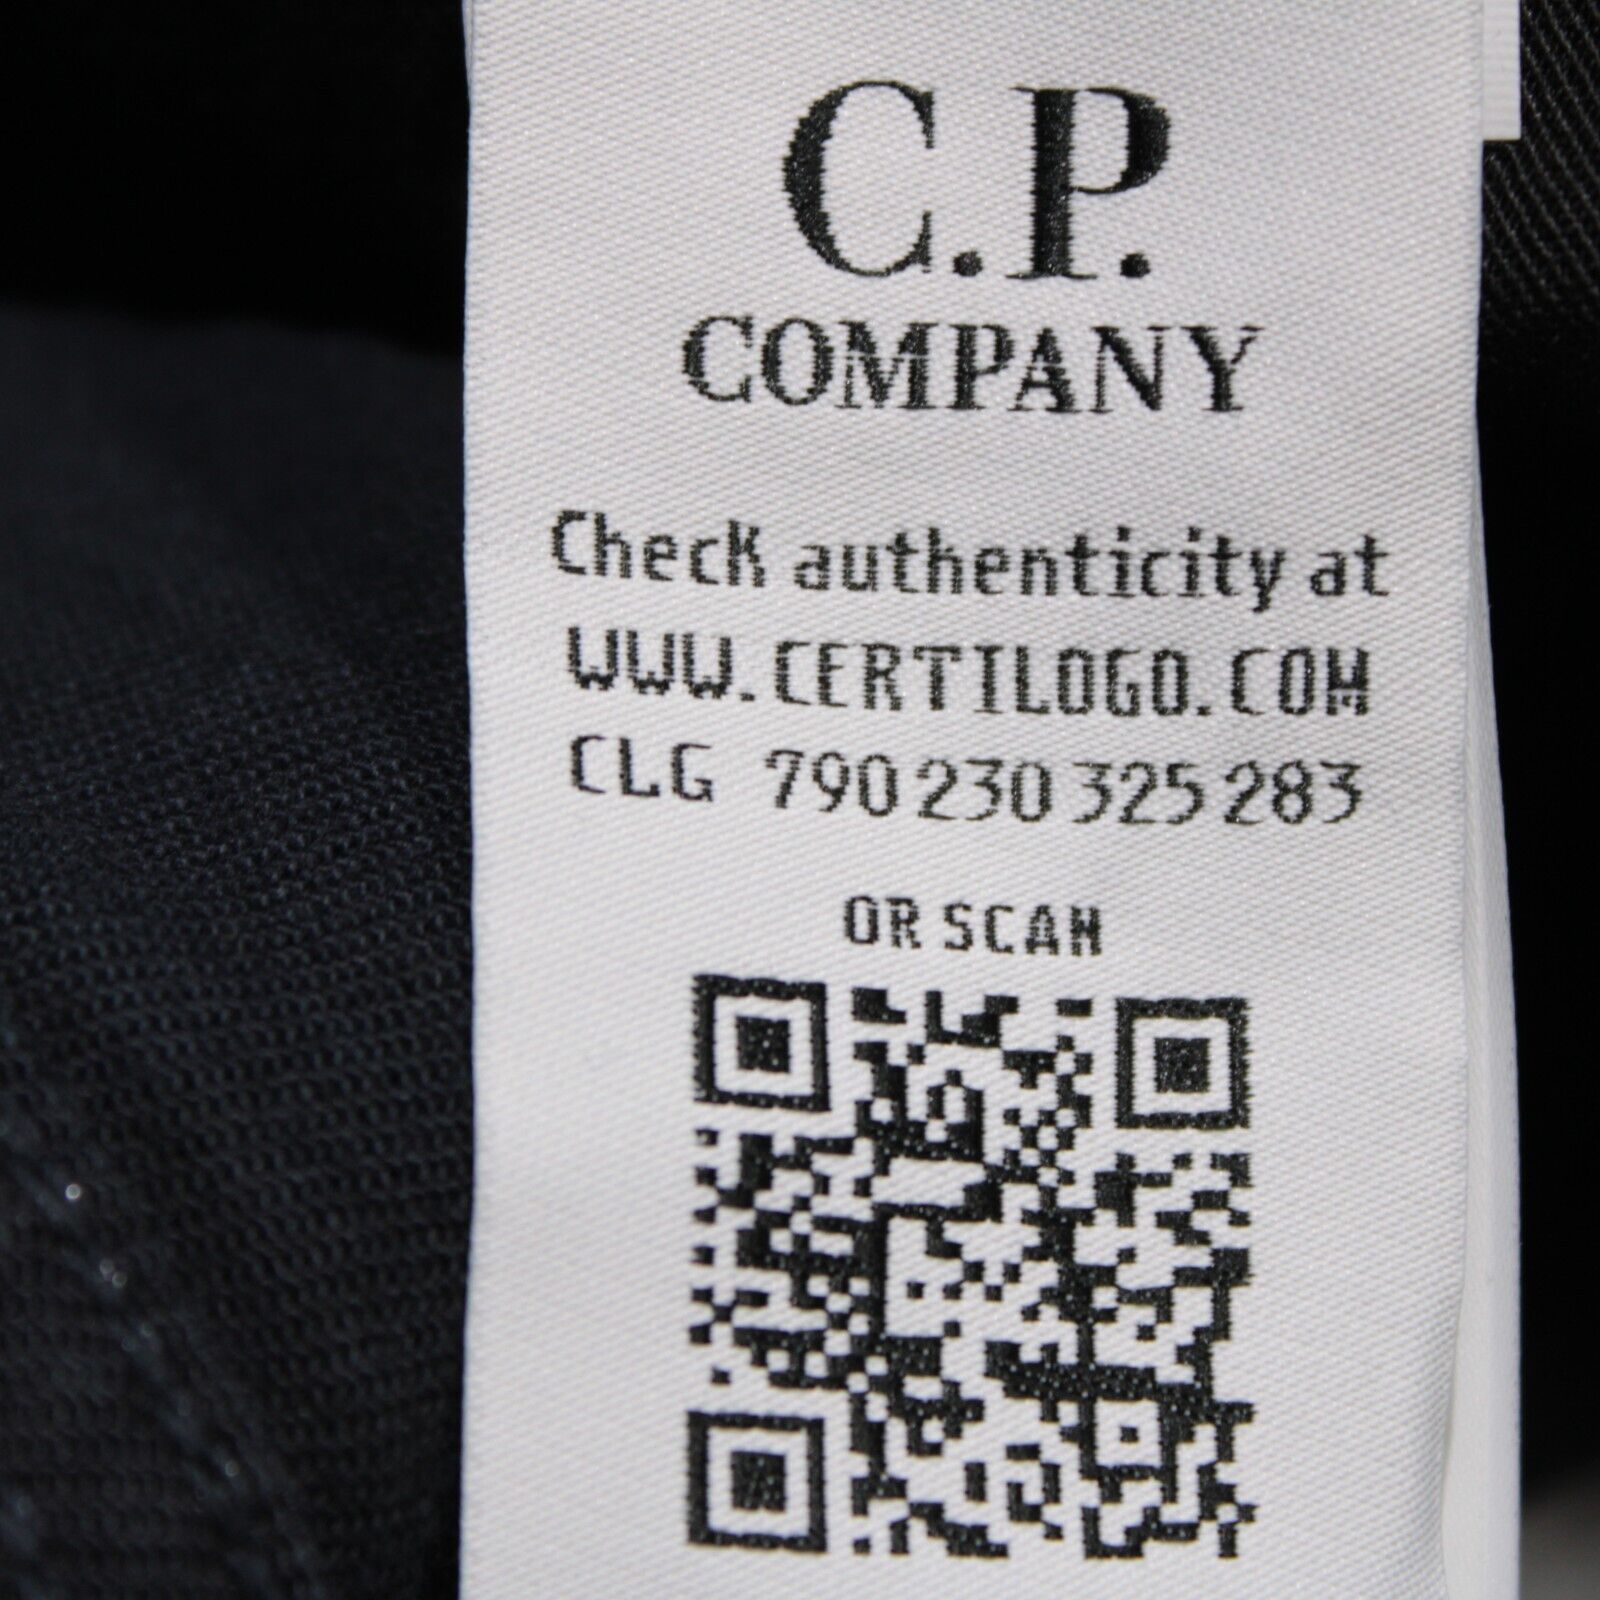 C.P.
COMPANY
Check authenticity at
WWW.CERTILOGO.COM
CLG 790 230 325 283
OR SCAN